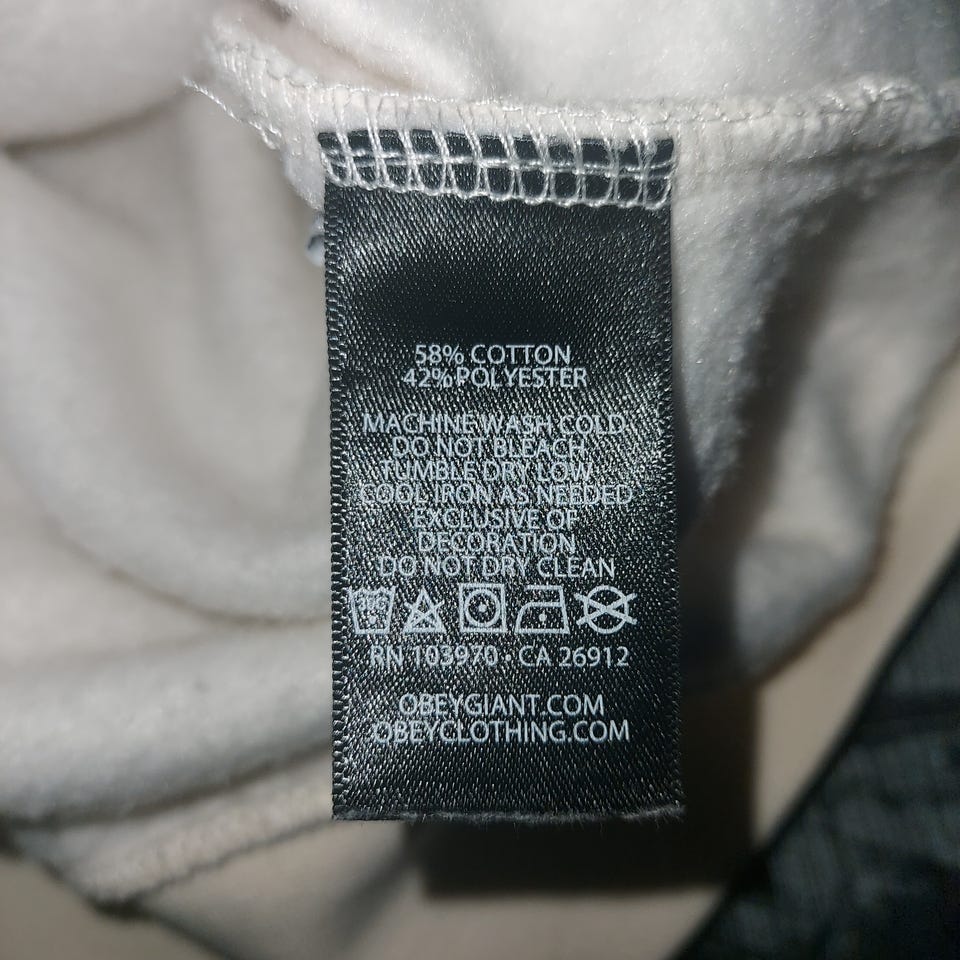 58% COTTON
42% POLYESTER
MACHINE WASH COLD
DO NOT BLEACH
TUMBLE DRY LOW
COOL IRON AS NEEDED
EXCLUSIVE OF
DECORATION
DO NOT DRY CLEAN
RN 103970 • CA 26912
OBEYGIANT.COM
OBEYCLOTHING.COM